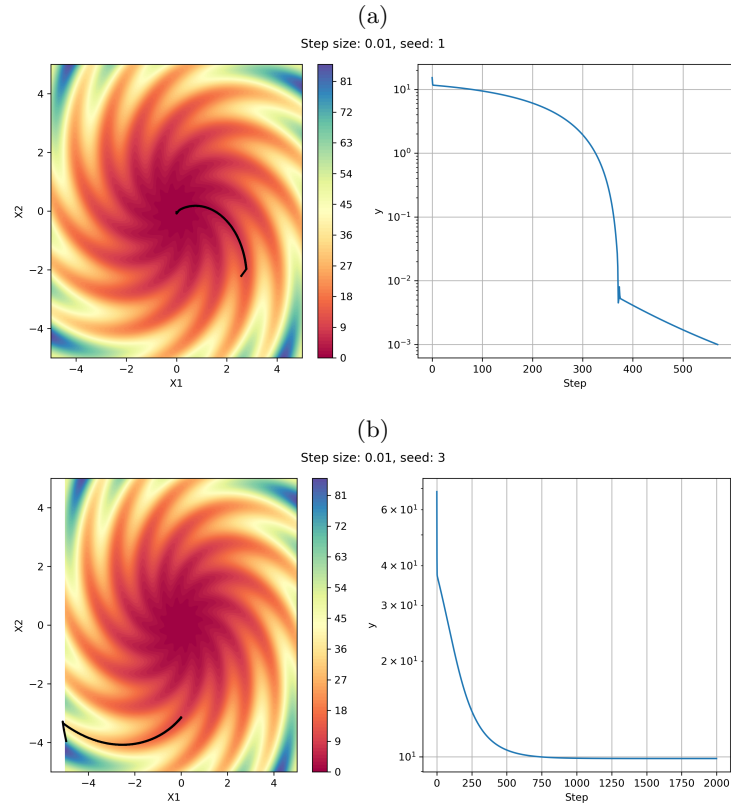 (a)
Step size: 0.01, seed: 1
4
2
0
−2
−4
X2
−4 −2 0 2 4
X1
81
72
63
54
45
36
27
18
9
0
10¹
10⁰
10⁻¹
10⁻²
10⁻³
y
0 100 200 300 400 500
Step
(b)
Step size: 0.01, seed: 3
4
2
0
−2
−4
X2
−4 −2 0 2 4
X1
81
72
63
54
45
36
27
18
9
0
6 × 10¹
4 × 10¹
3 × 10¹
2 × 10¹
10¹
y
0 250 500 750 1000 1250 1500 1750 2000
Step